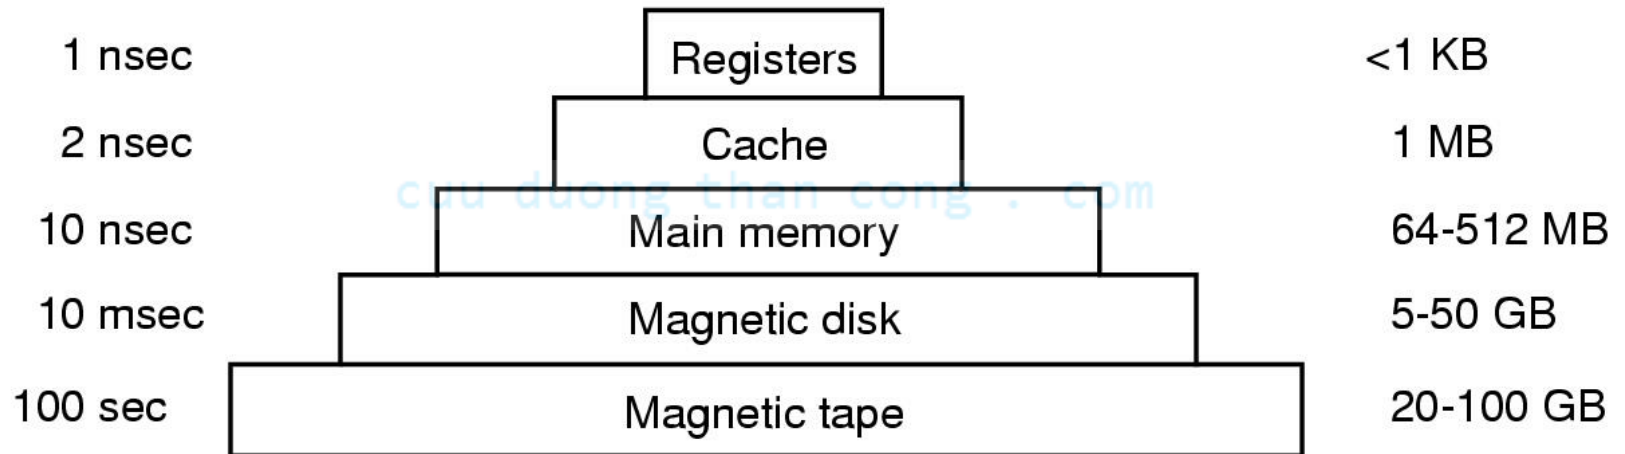 1 nsec Registers <1 KB
2 nsec Cache 1 MB
cuu duong than cong . com
10 nsec Main memory 64-512 MB
10 msec Magnetic disk 5-50 GB
100 sec Magnetic tape 20-100 GB